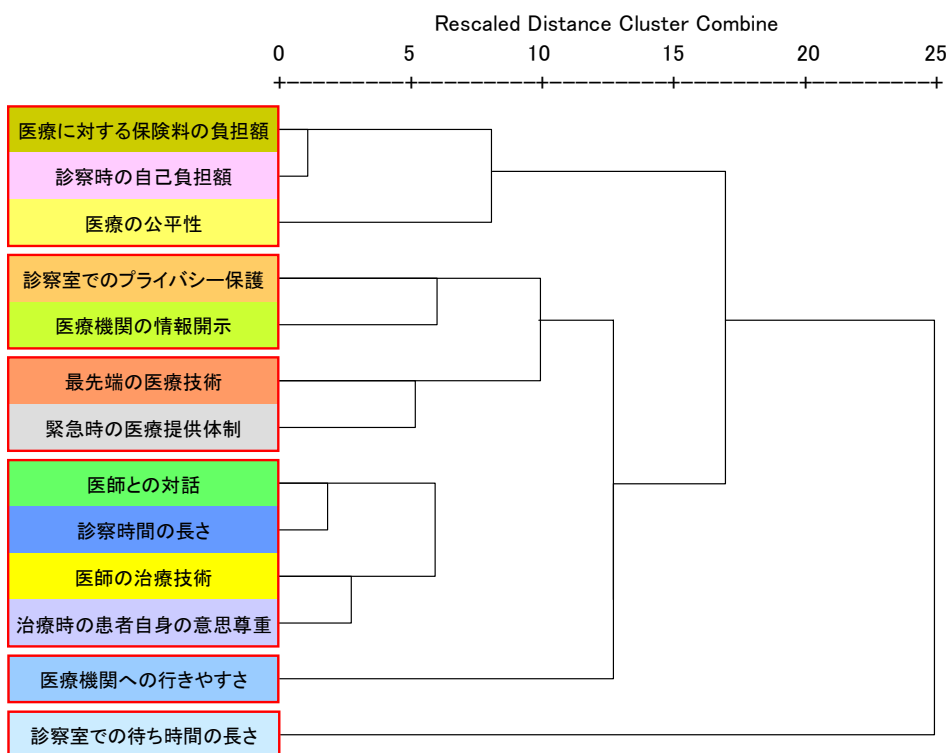 Rescaled Distance Cluster Combine
0 5 10 15 20 25
医療に対する保険料の負担額
診察時の自己負担額
医療の公平性
診察室でのプライバシー保護
医療機関の情報開示
最先端の医療技術
緊急時の医療提供体制
医師との対話
診察時間の長さ
医師の治療技術
治療時の患者自身の意思尊重
医療機関への行きやすさ
診察室での待ち時間の長さ